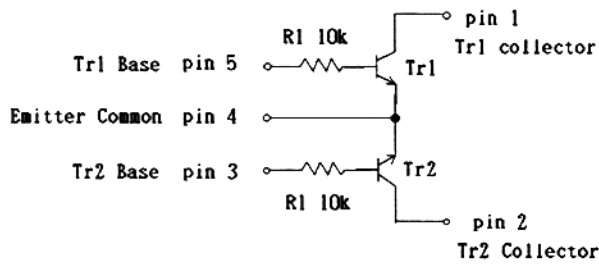 pin 1
R1 10k
Tr1 collector
Tr1 Base pin 5
Tr1
Emitter Common pin 4
Tr2 Base pin 3
Tr2
R1 10k
pin 2
Tr2 Collector